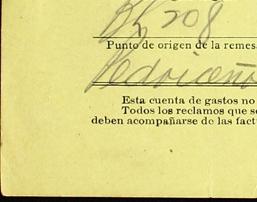 208
Punto de origen de la remes
Esta cuenta de gastos no
Todos los reclamos que s
deben acompañarse de las fact